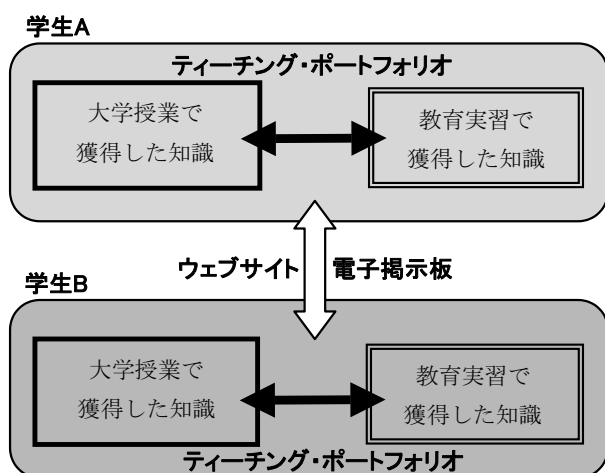 学生A
ティーチング・ポートフォリオ
大学授業で
獲得した知識
教育実習で
獲得した知識
ウェブサイト
電子掲示板
学生B
大学授業で
獲得した知識
教育実習で
獲得した知識
ティーチング・ポートフォリオ